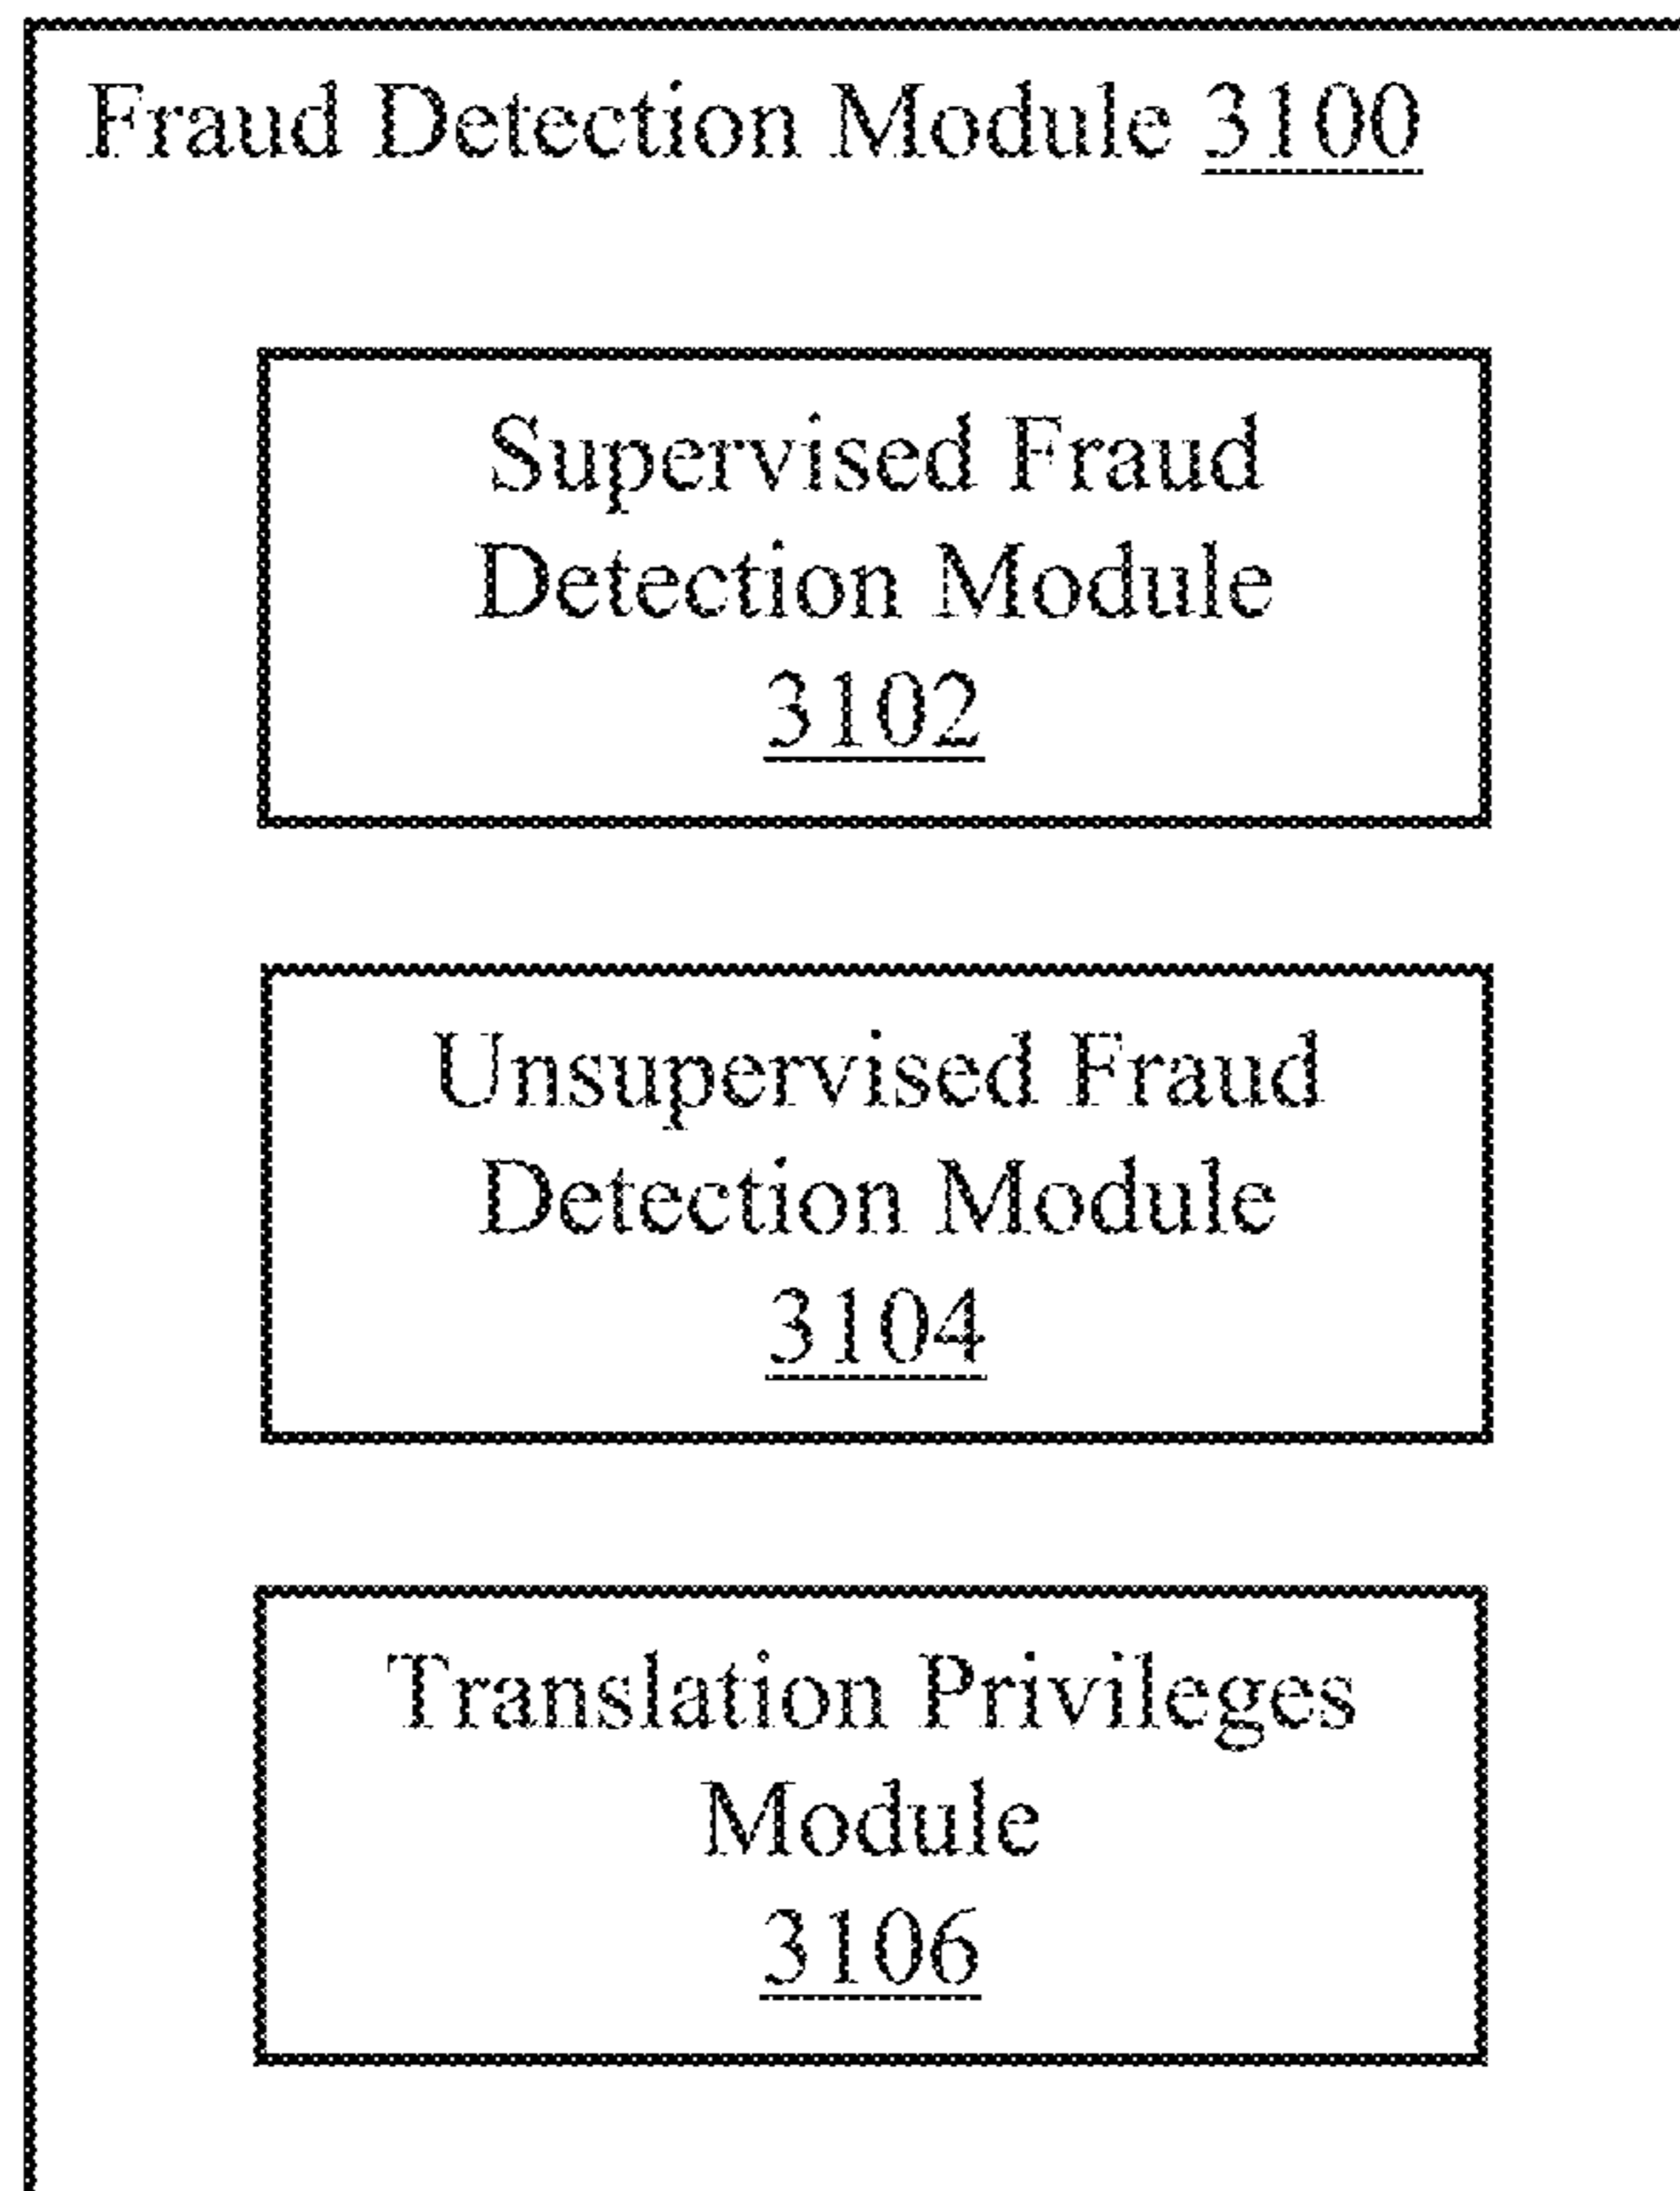 Fraud Detection Module 3100
Supervised Fraud
Detection Module
3102
Unsupervised Fraud
Detection Module
3104
Translation Privileges
Module
3106